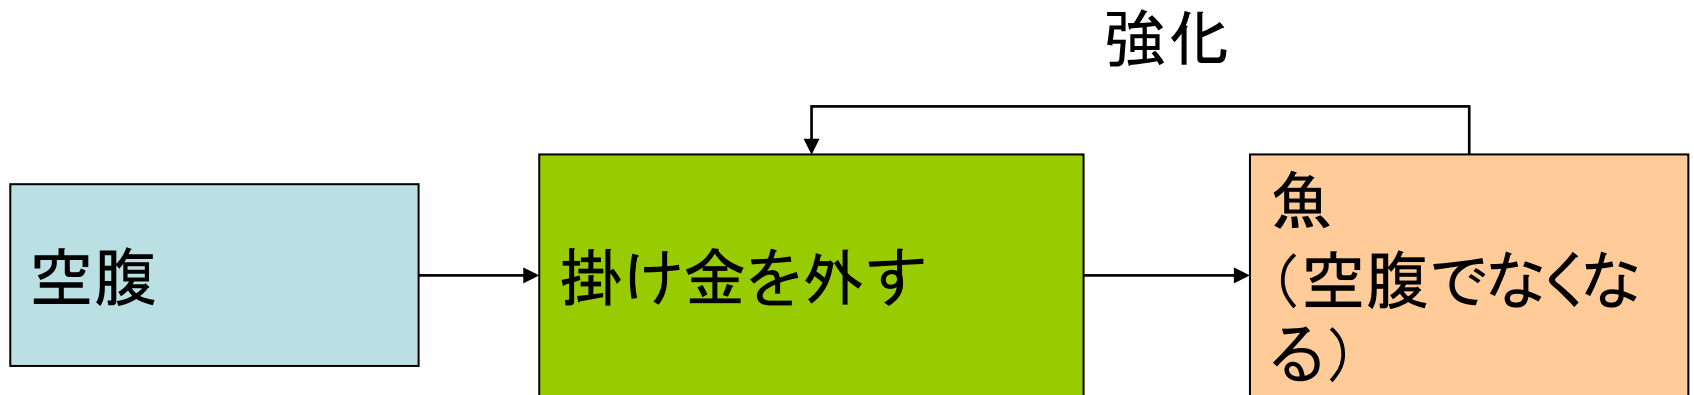 強化
空腹
掛け金を外す
魚
（空腹でなくな
る）